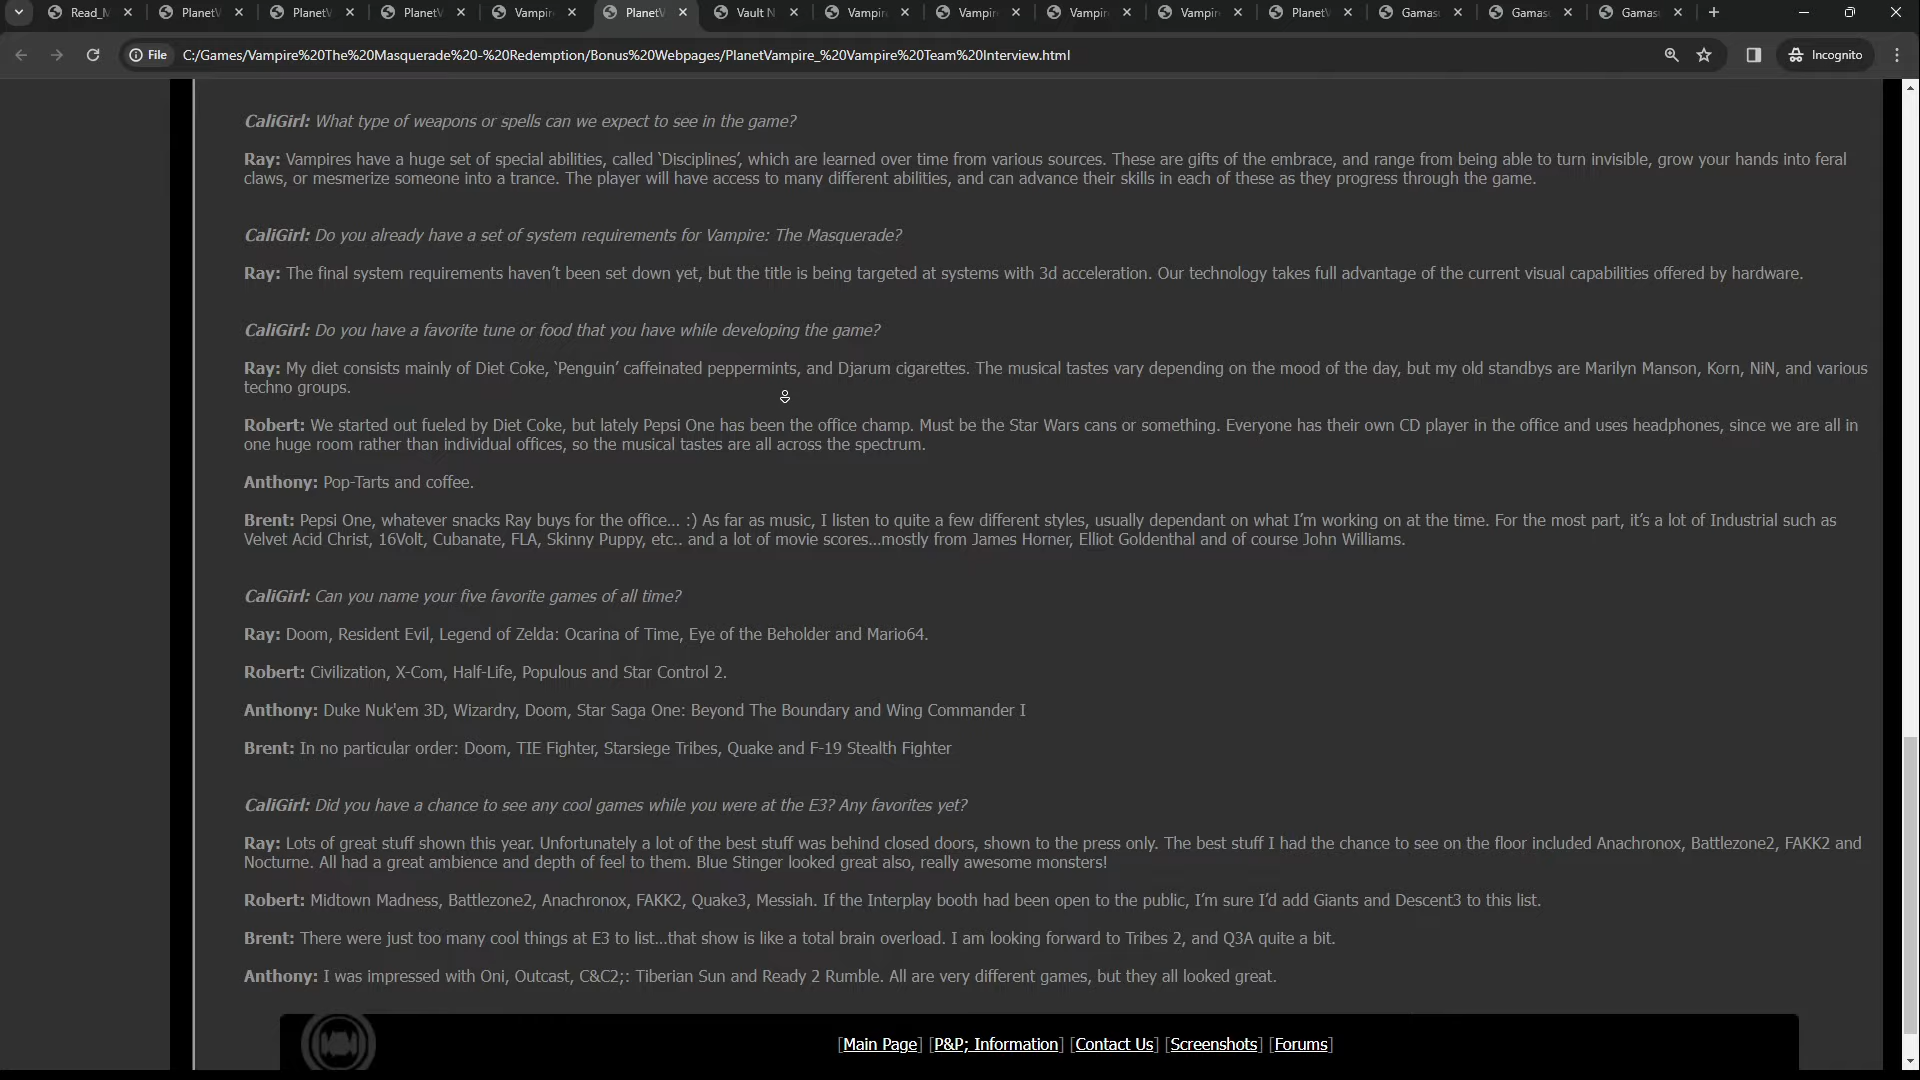 Read_M
PlanetV
PlanetV
PlanetV
Vampir
PlanetV
Vault N
Vampir
Vampir
Vampir
Vampir
PlanetV
Gamas
Gamas
Gamas
File
C:/Games/Vampire%20The%20Masquerade%20-%20Redemption/Bonus%20Webpages/PlanetVampire_%20Vampire%20Team%20Interview.html
Incognito
CaliGirl: What type of weapons or spells can we expect to see in the game?
Ray: Vampires have a huge set of special abilities, called ‘Disciplines’, which are learned over time from various sources. These are gifts of the embrace, and range from being able to turn invisible, grow your hands into feral
claws, or mesmerize someone into a trance. The player will have access to many different abilities, and can advance their skills in each of these as they progress through the game.
CaliGirl: Do you already have a set of system requirements for Vampire: The Masquerade?
Ray: The final system requirements haven’t been set down yet, but the title is being targeted at systems with 3d acceleration. Our technology takes full advantage of the current visual capabilities offered by hardware.
CaliGirl: Do you have a favorite tune or food that you have while developing the game?
Ray: My diet consists mainly of Diet Coke, ‘Penguin’ caffeinated peppermints, and Djarum cigarettes. The musical tastes vary depending on the mood of the day, but my old standbys are Marilyn Manson, Korn, NiN, and various
techno groups.
Robert: We started out fueled by Diet Coke, but lately Pepsi One has been the office champ. Must be the Star Wars cans or something. Everyone has their own CD player in the office and uses headphones, since we are all in
one huge room rather than individual offices, so the musical tastes are all across the spectrum.
Anthony: Pop-Tarts and coffee.
Brent: Pepsi One, whatever snacks Ray buys for the office... :) As far as music, I listen to quite a few different styles, usually dependant on what I’m working on at the time. For the most part, it’s a lot of Industrial such as
Velvet Acid Christ, 16Volt, Cubanate, FLA, Skinny Puppy, etc.. and a lot of movie scores...mostly from James Horner, Elliot Goldenthal and of course John Williams.
CaliGirl: Can you name your five favorite games of all time?
Ray: Doom, Resident Evil, Legend of Zelda: Ocarina of Time, Eye of the Beholder and Mario64.
Robert: Civilization, X-Com, Half-Life, Populous and Star Control 2.
Anthony: Duke Nuk'em 3D, Wizardry, Doom, Star Saga One: Beyond The Boundary and Wing Commander I
Brent: In no particular order: Doom, TIE Fighter, Starsiege Tribes, Quake and F-19 Stealth Fighter
CaliGirl: Did you have a chance to see any cool games while you were at the E3? Any favorites yet?
Ray: Lots of great stuff shown this year. Unfortunately a lot of the best stuff was behind closed doors, shown to the press only. The best stuff I had the chance to see on the floor included Anachronox, Battlezone2, FAKK2 and
Nocturne. All had a great ambience and depth of feel to them. Blue Stinger looked great also, really awesome monsters!
Robert: Midtown Madness, Battlezone2, Anachronox, FAKK2, Quake3, Messiah. If the Interplay booth had been open to the public, I’m sure I’d add Giants and Descent3 to this list.
Brent: There were just too many cool things at E3 to list...that show is like a total brain overload. I am looking forward to Tribes 2, and Q3A quite a bit.
Anthony: I was impressed with Oni, Outcast, C&C2;: Tiberian Sun and Ready 2 Rumble. All are very different games, but they all looked great.
[Main Page] [P&P; Information] [Contact Us] [Screenshots] [Forums]